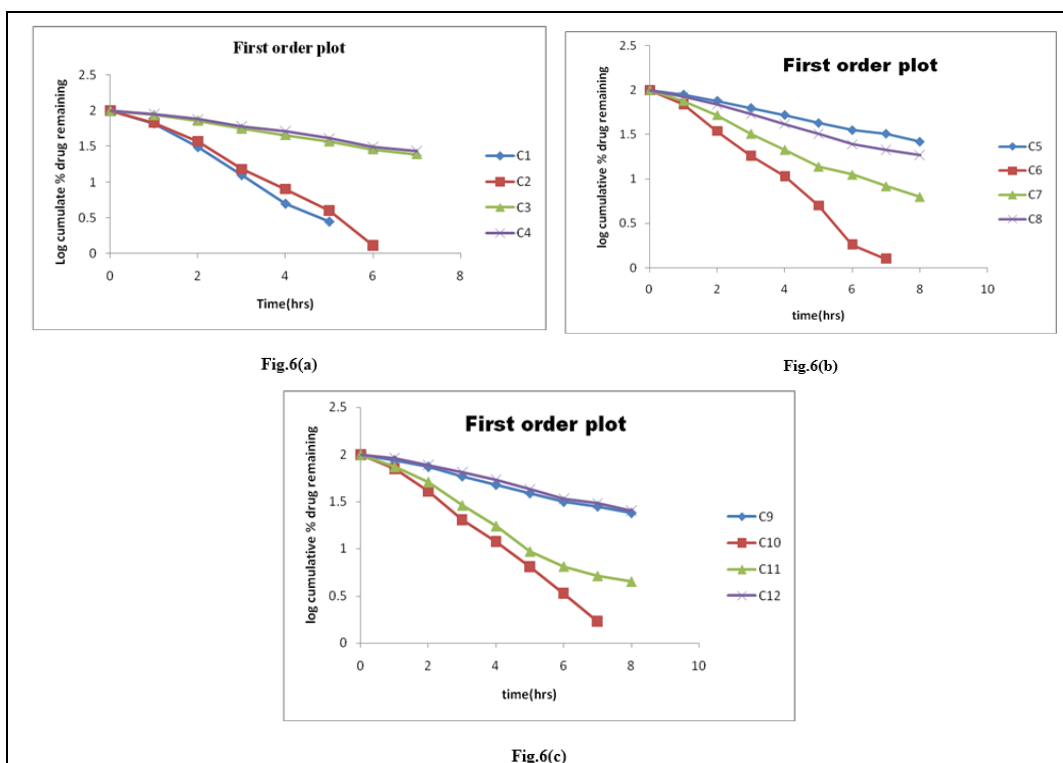 First order plot
2.5
2
1.5
1
0.5
0
0 2 4 6 8
Log cumulate % drug remaining
Time(hrs)
C1
C2
C3
C4
Fig.6(a)
First order plot
2.5
2
1.5
1
0.5
0
0 2 4 6 8 10
log cumulative % drug remaining
time(hrs)
C5
C6
C7
C8
Fig.6(b)
First order plot
2.5
2
1.5
1
0.5
0
0 2 4 6 8 10
log cumulative % drug remaining
time(hrs)
C9
C10
C11
C12
Fig.6(c)